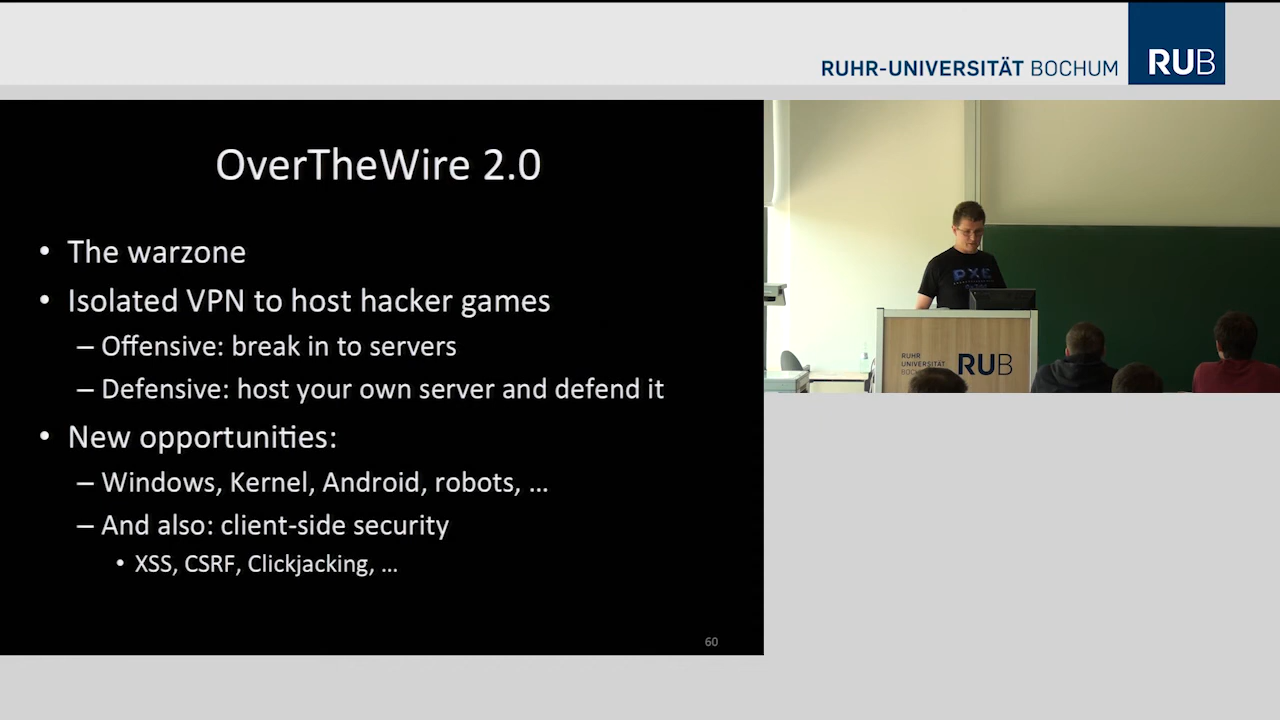 RUHR-UNIVERSITÄT BOCHUM
RUB
OverTheWire 2.0
• The warzone
• Isolated VPN to host hacker games
– Offensive: break in to servers
– Defensive: host your own server and defend it
• New opportunities:
– Windows, Kernel, Android, robots, ...
– And also: client-side security
• XSS, CSRF, Clickjacking, ...
60
RUHR
UNIVERSITÄT
RUB